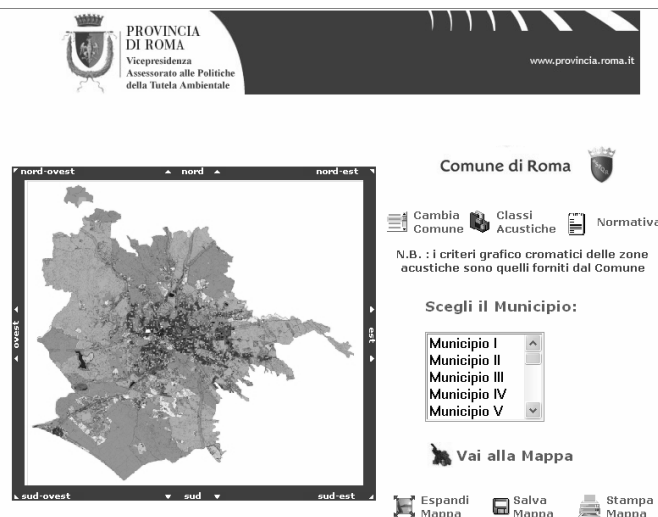 PROVINCIA
DI ROMA
Vicepresidenza
Assessorato alle Politiche
della Tutela Ambientale
www.provincia.roma.it
nord-ovest
nord
nord-est
ovest
est
sud-ovest
sud
sud-est
Comune di Roma
Cambia
Comune
Classi
Acustiche
Normativa
N.B. : i criteri grafico cromatici delle zone
acustiche sono quelli forniti dal Comune
Scegli il Municipio:
Municipio I
Municipio II
Municipio III
Municipio IV
Municipio V
Vai alla Mappa
Espandi
Mappa
Salva
Mappa
Stampa
Mappa